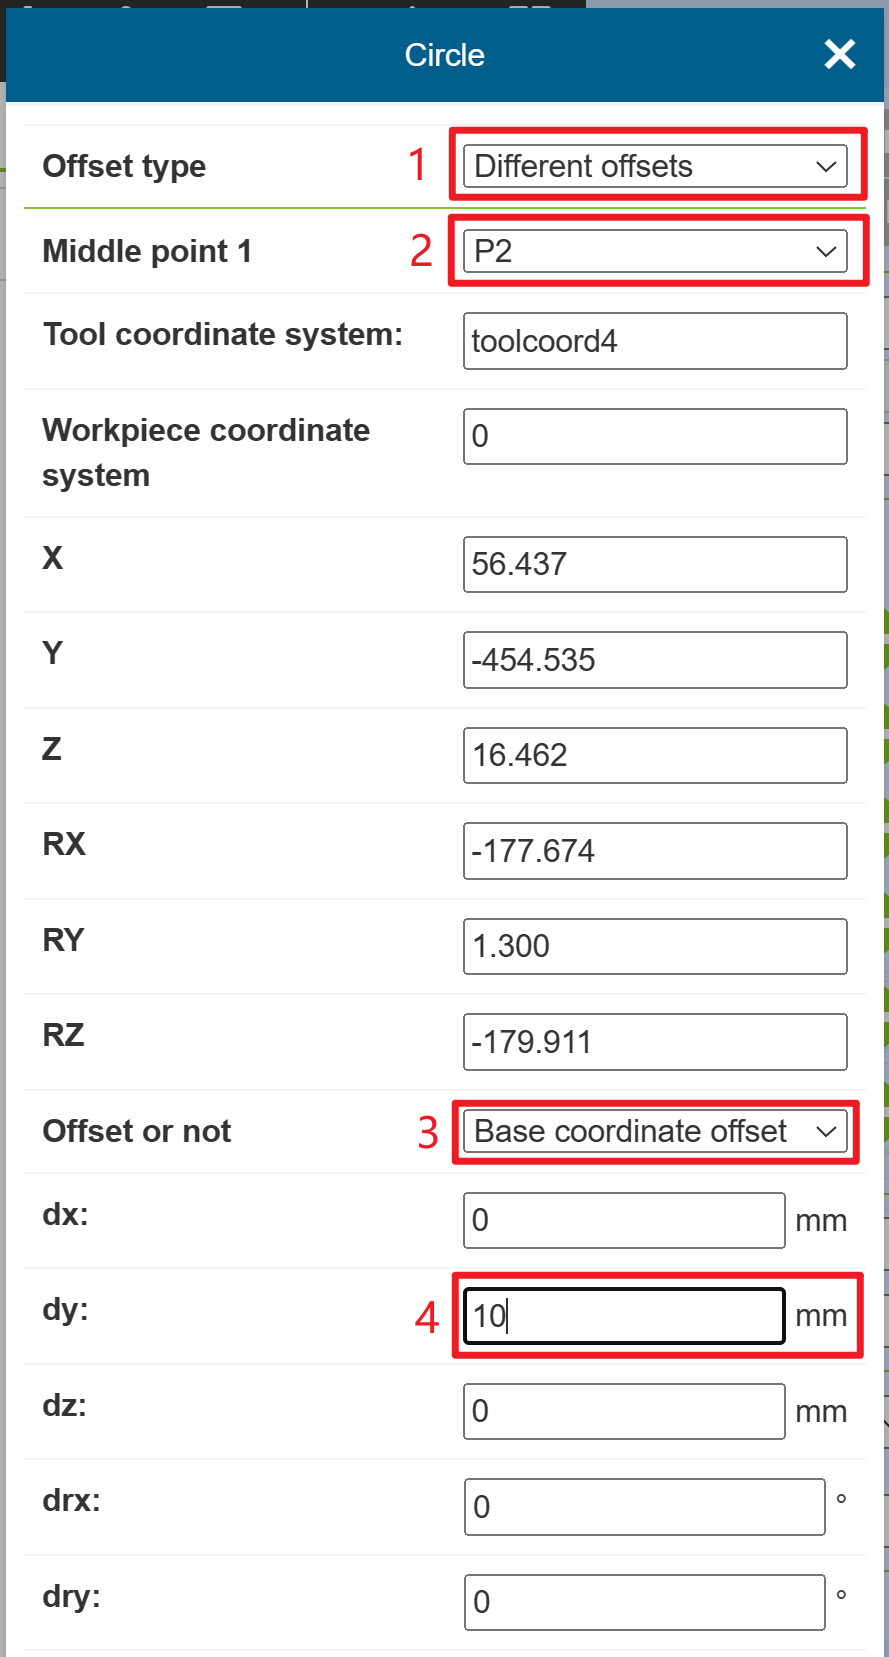 Circle
Offset type 1 Different offsets
Middle point 1 2 P2
Tool coordinate system: toolcoord4
Workpiece coordinate system 0
X 56.437
Y -454.535
Z 16.462
RX -177.674
RY 1.300
RZ -179.911
Offset or not 3 Base coordinate offset
dx: 0 mm
dy: 4 10 mm
dz: 0 mm
drx: 0 °
dry: 0 °